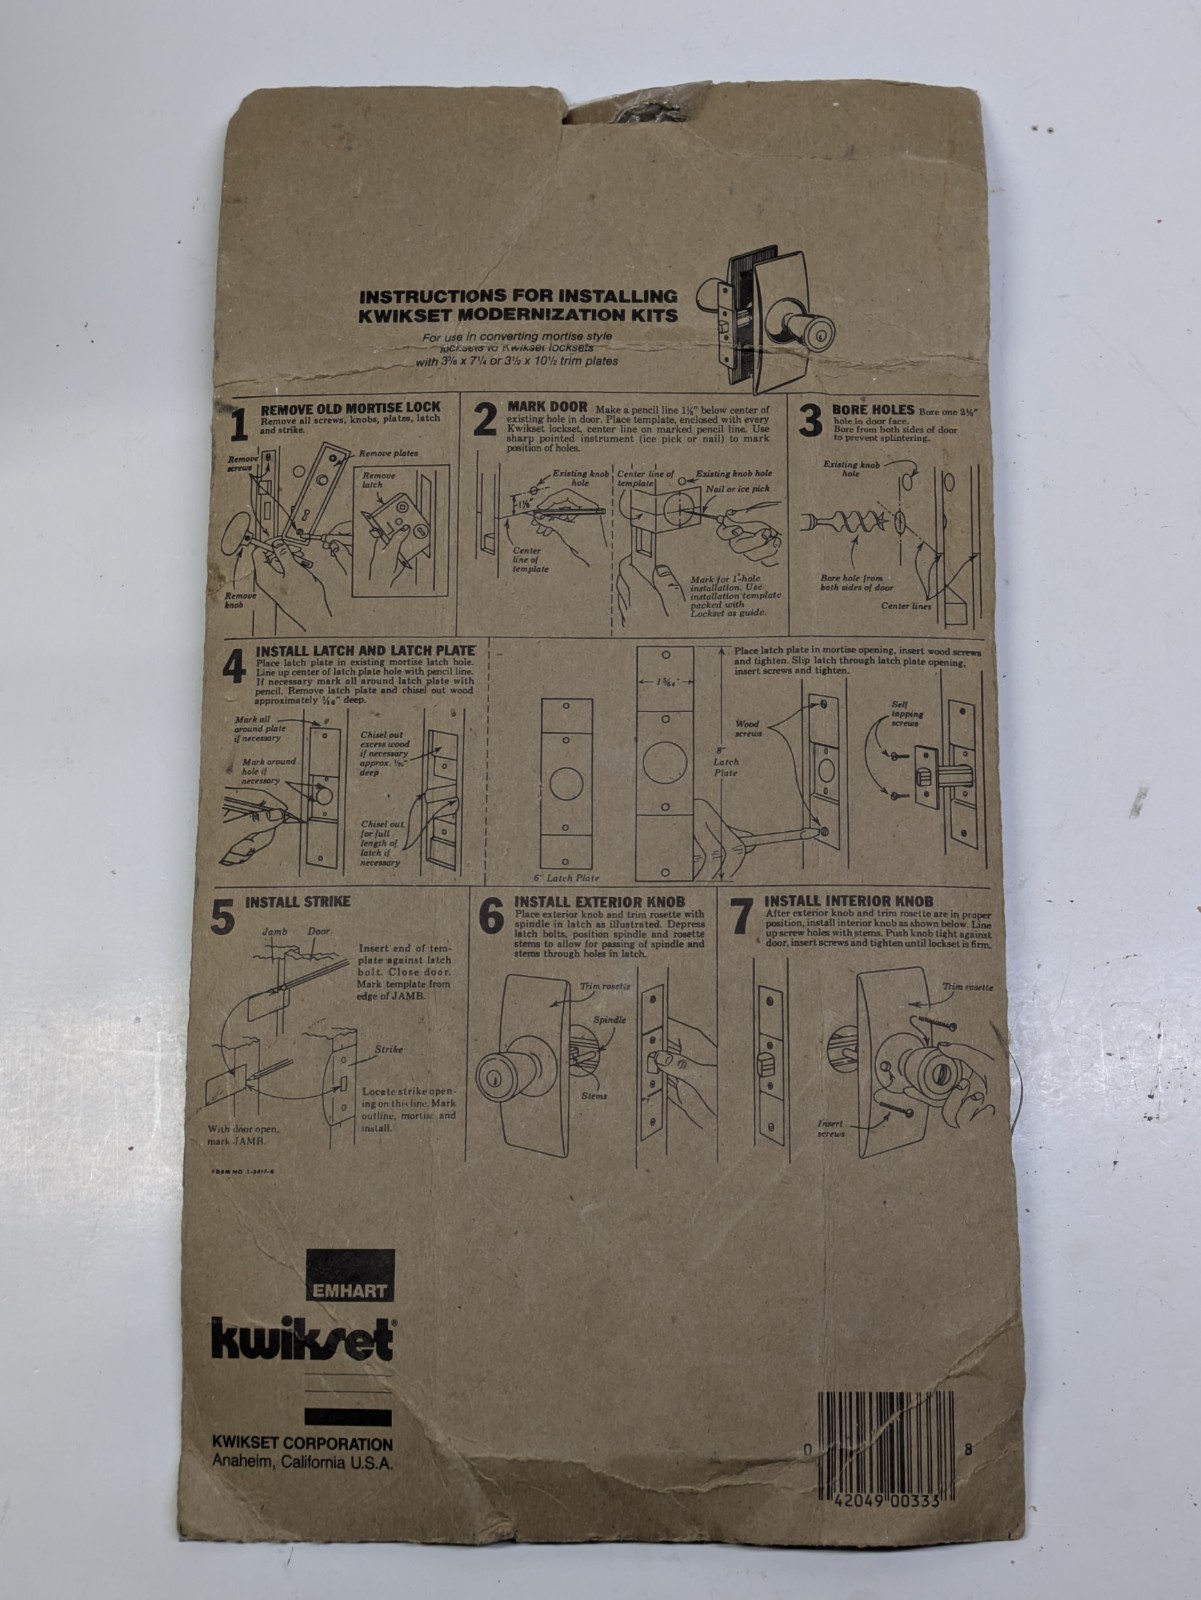 INSTRUCTIONS FOR INSTALLING
KWIKSET MODERNIZATION KITS
For use in converting mortise style
locksets to Kwikset locksets
with 3⅝ x 7¼ or 3½ x 10½ trim plates
1 REMOVE OLD MORTISE LOCK
Remove all screws, knobs, plates, latch
and strike.
Remove
screws
Remove plates
Remove
latch
Remove
knob
2 MARK DOOR Make a pencil line 1⅛" below center of
existing hole in door. Place template, enclosed with every
Kwikset lockset, center line on marked pencil line. Use
sharp pointed instrument (ice pick or nail) to mark
position of holes.
Existing knob
hole
1⅛"
Center
line of
template
Center line of
template
Existing knob hole
Nail or ice pick
Mark for 1"-hole
installation. Use
installation template
packed with
Lockset as guide.
3 BORE HOLES Bore one 2⅛"
hole in door face.
Bore from both sides of door
to prevent splintering.
Existing knob
hole
Bore hole from
both sides of door
Center lines
4 INSTALL LATCH AND LATCH PLATE
Place latch plate in existing mortise latch hole.
Line up center of latch plate hole with pencil line.
If necessary mark all around latch plate with
pencil. Remove latch plate and chisel out wood
approximately 1/16" deep.
Mark all
around plate
if necessary
Mark around
hole if
necessary
Chisel out
excess wood
if necessary
approx. 1/16"
deep
Chisel out
for full
length of
latch if
necessary
6" Latch Plate
8"
Latch
Plate
Place latch plate in mortise opening, insert wood screws
and tighten. Slip latch through latch plate opening,
insert screws and tighten.
Wood
screws
Self
tapping
screws
5 INSTALL STRIKE
Jamb Door
Insert end of tem-
plate against latch
bolt. Close door.
Mark template from
edge of JAMB.
Strike
Locate strike open-
ing on this line. Mark
outline, mortise and
install.
With door open,
mark JAMB.
FORM NO
6 INSTALL EXTERIOR KNOB
Place exterior knob and trim rosette with
spindle in latch as illustrated. Depress
latch bolts, position spindle and rosette
stems to allow for passing of spindle and
stems through holes in latch.
Trim rosette
Spindle
Stems
7 INSTALL INTERIOR KNOB
After exterior knob and trim rosette are in proper
position, install interior knob as shown below. Line
up screw holes with stems. Push knob tight against
door, insert screws and tighten until lockset is firm.
Trim rosette
Insert
screws
EMHART
kwikset®
KWIKSET CORPORATION
Anaheim, California U.S.A.
0 42049 00333 8